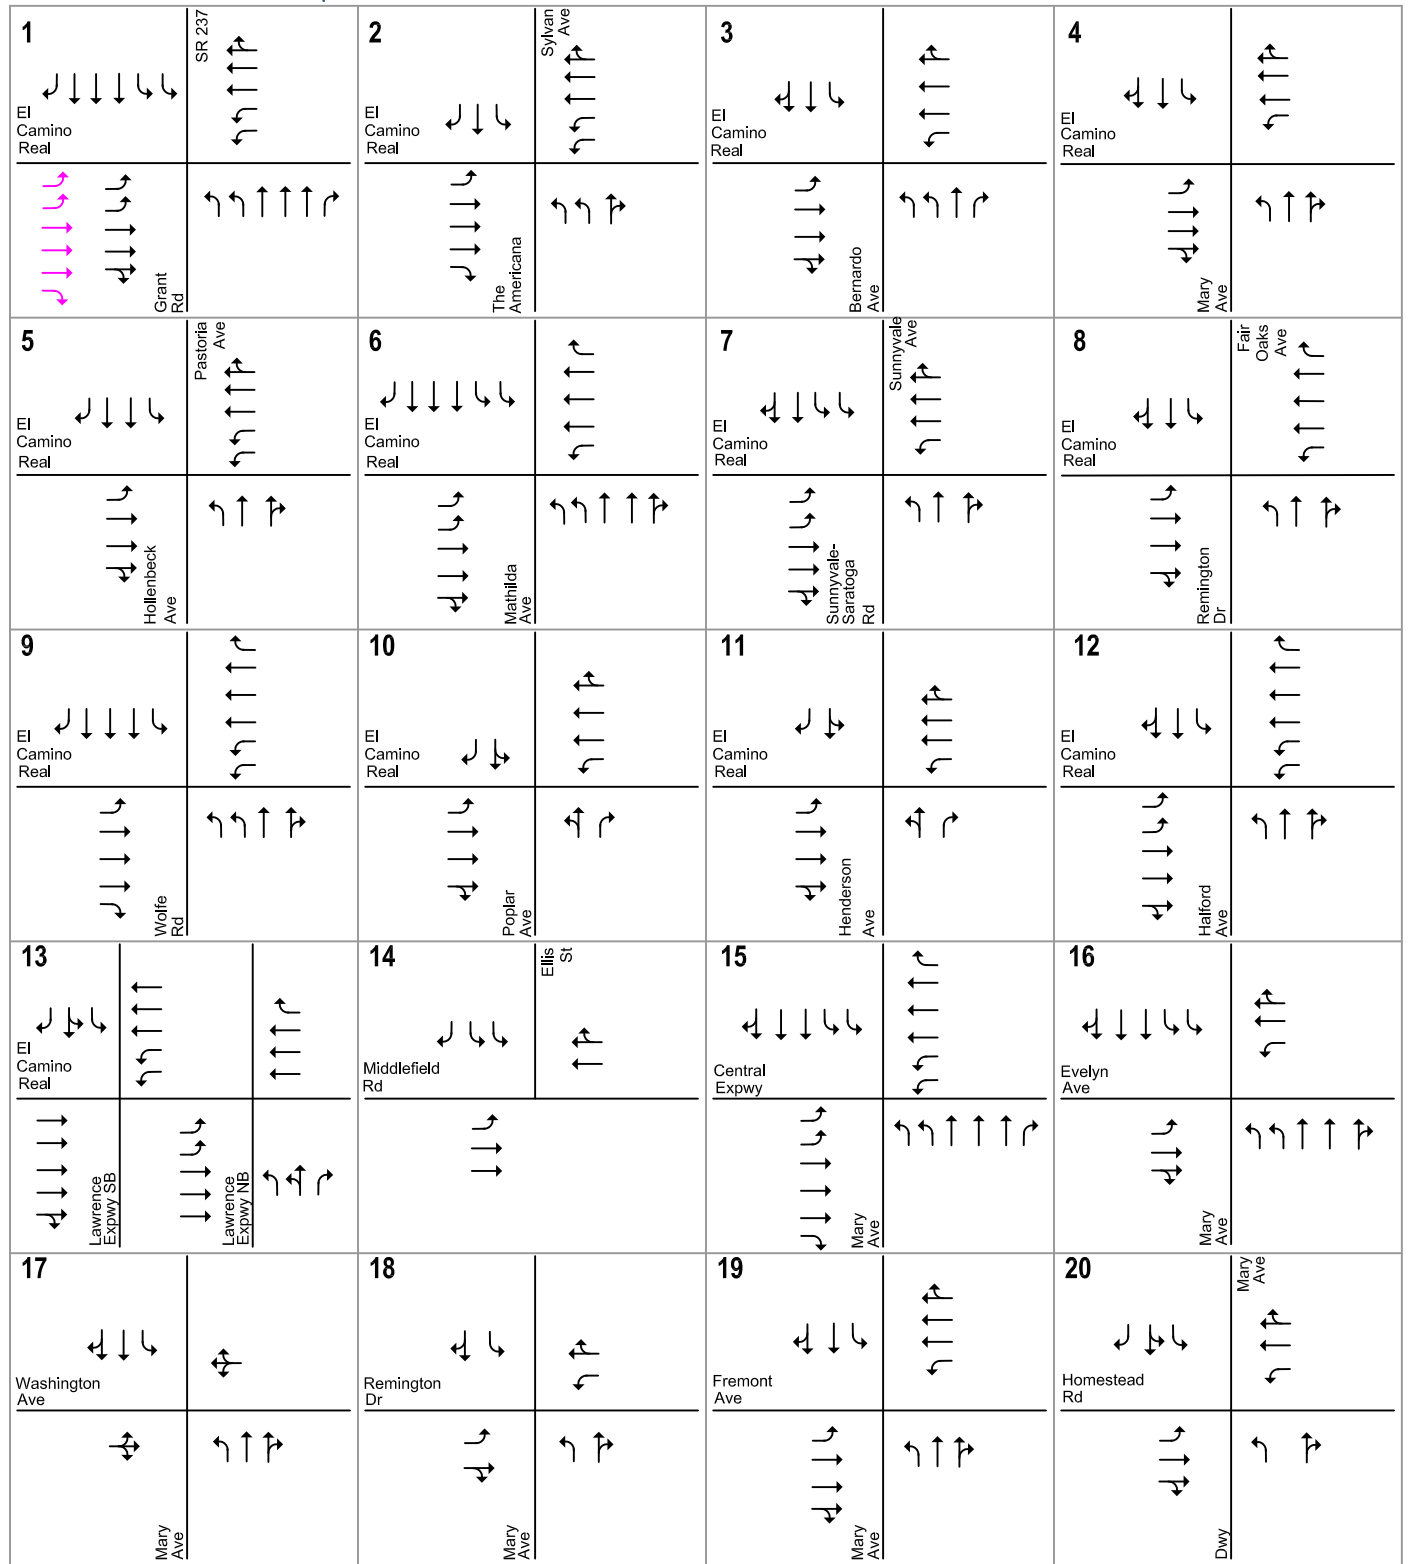 1
SR 237
El
Camino
Real
Grant
Rd
2
Sylvan
Ave
El
Camino
Real
The
Americana
3
El
Camino
Real
Bernardo
Ave
4
El
Camino
Real
Mary
Ave
5
Pastoria
Ave
El
Camino
Real
Hollenbeck
Ave
6
El
Camino
Real
Mathilda
Ave
7
Sunnyvale
Ave
El
Camino
Real
Sunnyvale-
Saratoga
Rd
8
Fair
Oaks
Ave
El
Camino
Real
Remington
Dr
9
El
Camino
Real
Wolfe
Rd
10
El
Camino
Real
Poplar
Ave
11
El
Camino
Real
Henderson
Ave
12
El
Camino
Real
Halford
Ave
13
El
Camino
Real
Lawrence
Expwy SB
Lawrence
Expwy NB
14
Ellis
St
Middlefield
Rd
15
Central
Expwy
Mary
Ave
16
Evelyn
Ave
Mary
Ave
17
Washington
Ave
Mary
Ave
18
Remington
Dr
Mary
Ave
19
Fremont
Ave
Mary
Ave
20
Mary
Ave
Homestead
Rd
Dwy